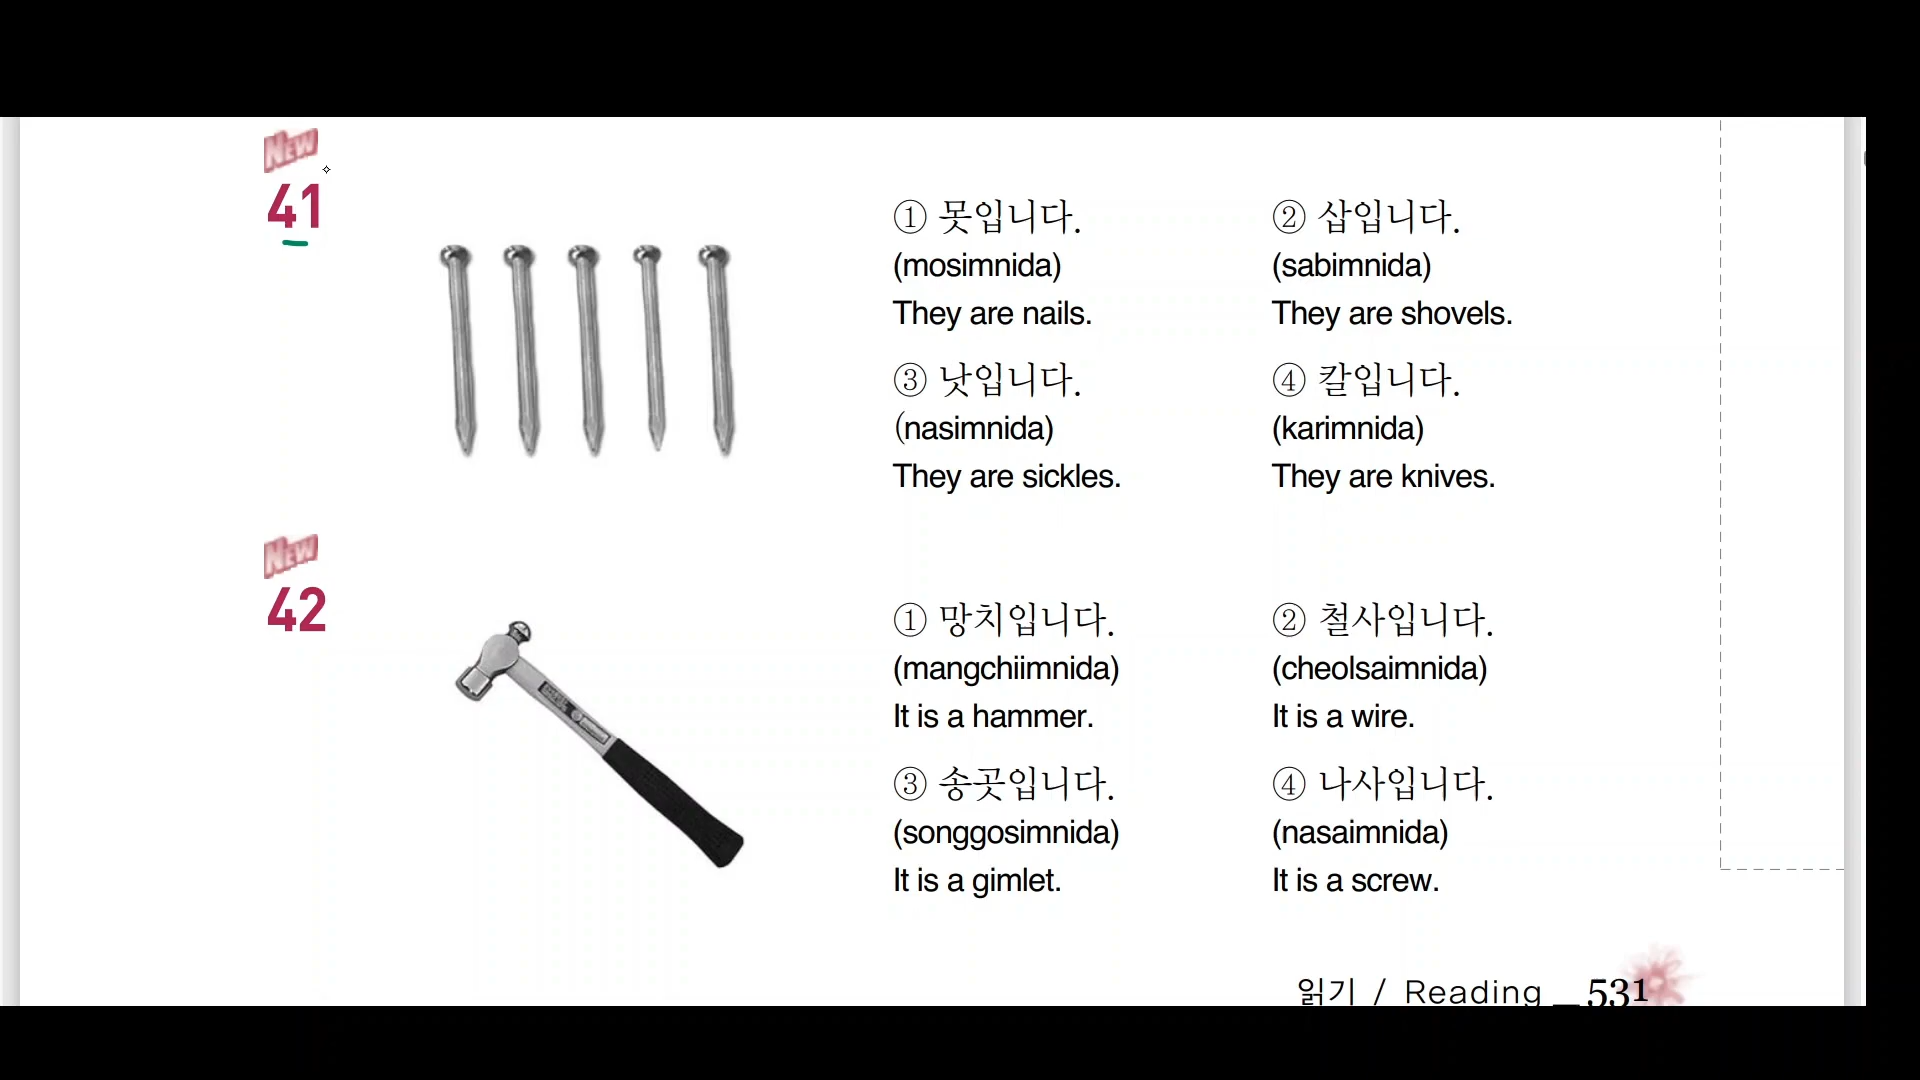 NEW
41
① 못입니다.
(mosimnida)
They are nails.
② 삽입니다.
(sabimnida)
They are shovels.
③ 낫입니다.
(nasimnida)
They are sickles.
④ 칼입니다.
(karimnida)
They are knives.
NEW
42
① 망치입니다.
(mangchiimnida)
It is a hammer.
② 철사입니다.
(cheolsaimnida)
It is a wire.
③ 송곳입니다.
(songgosimnida)
It is a gimlet.
④ 나사입니다.
(nasaimnida)
It is a screw.
읽기 / Reading _ 531